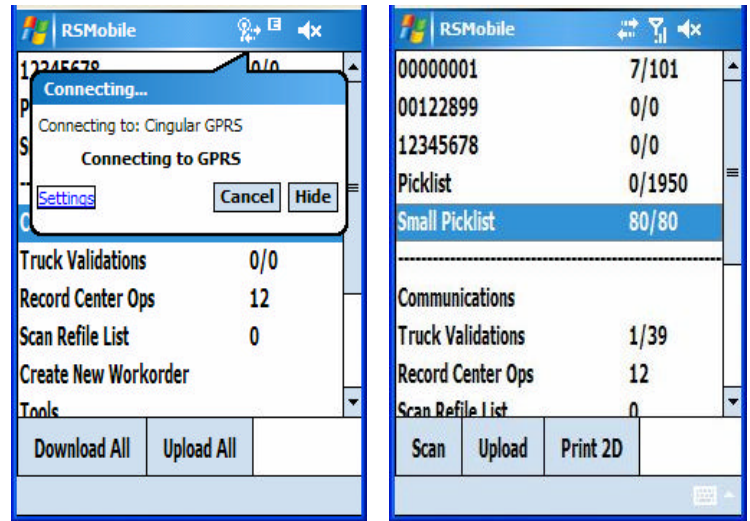 RSMobile
E
12345678 0/0
Connecting...
Connecting to: Cingular GPRS
Connecting to GPRS
Settings Cancel Hide
Truck Validations 0/0
Record Center Ops 12
Scan Refile List 0
Create New Workorder
Tools
Download All Upload All
RSMobile
00000001 7/101
00122899 0/0
12345678 0/0
Picklist 0/1950
Small Picklist 80/80
Communications
Truck Validations 1/39
Record Center Ops 12
Scan Refile List 0
Scan Upload Print 2D